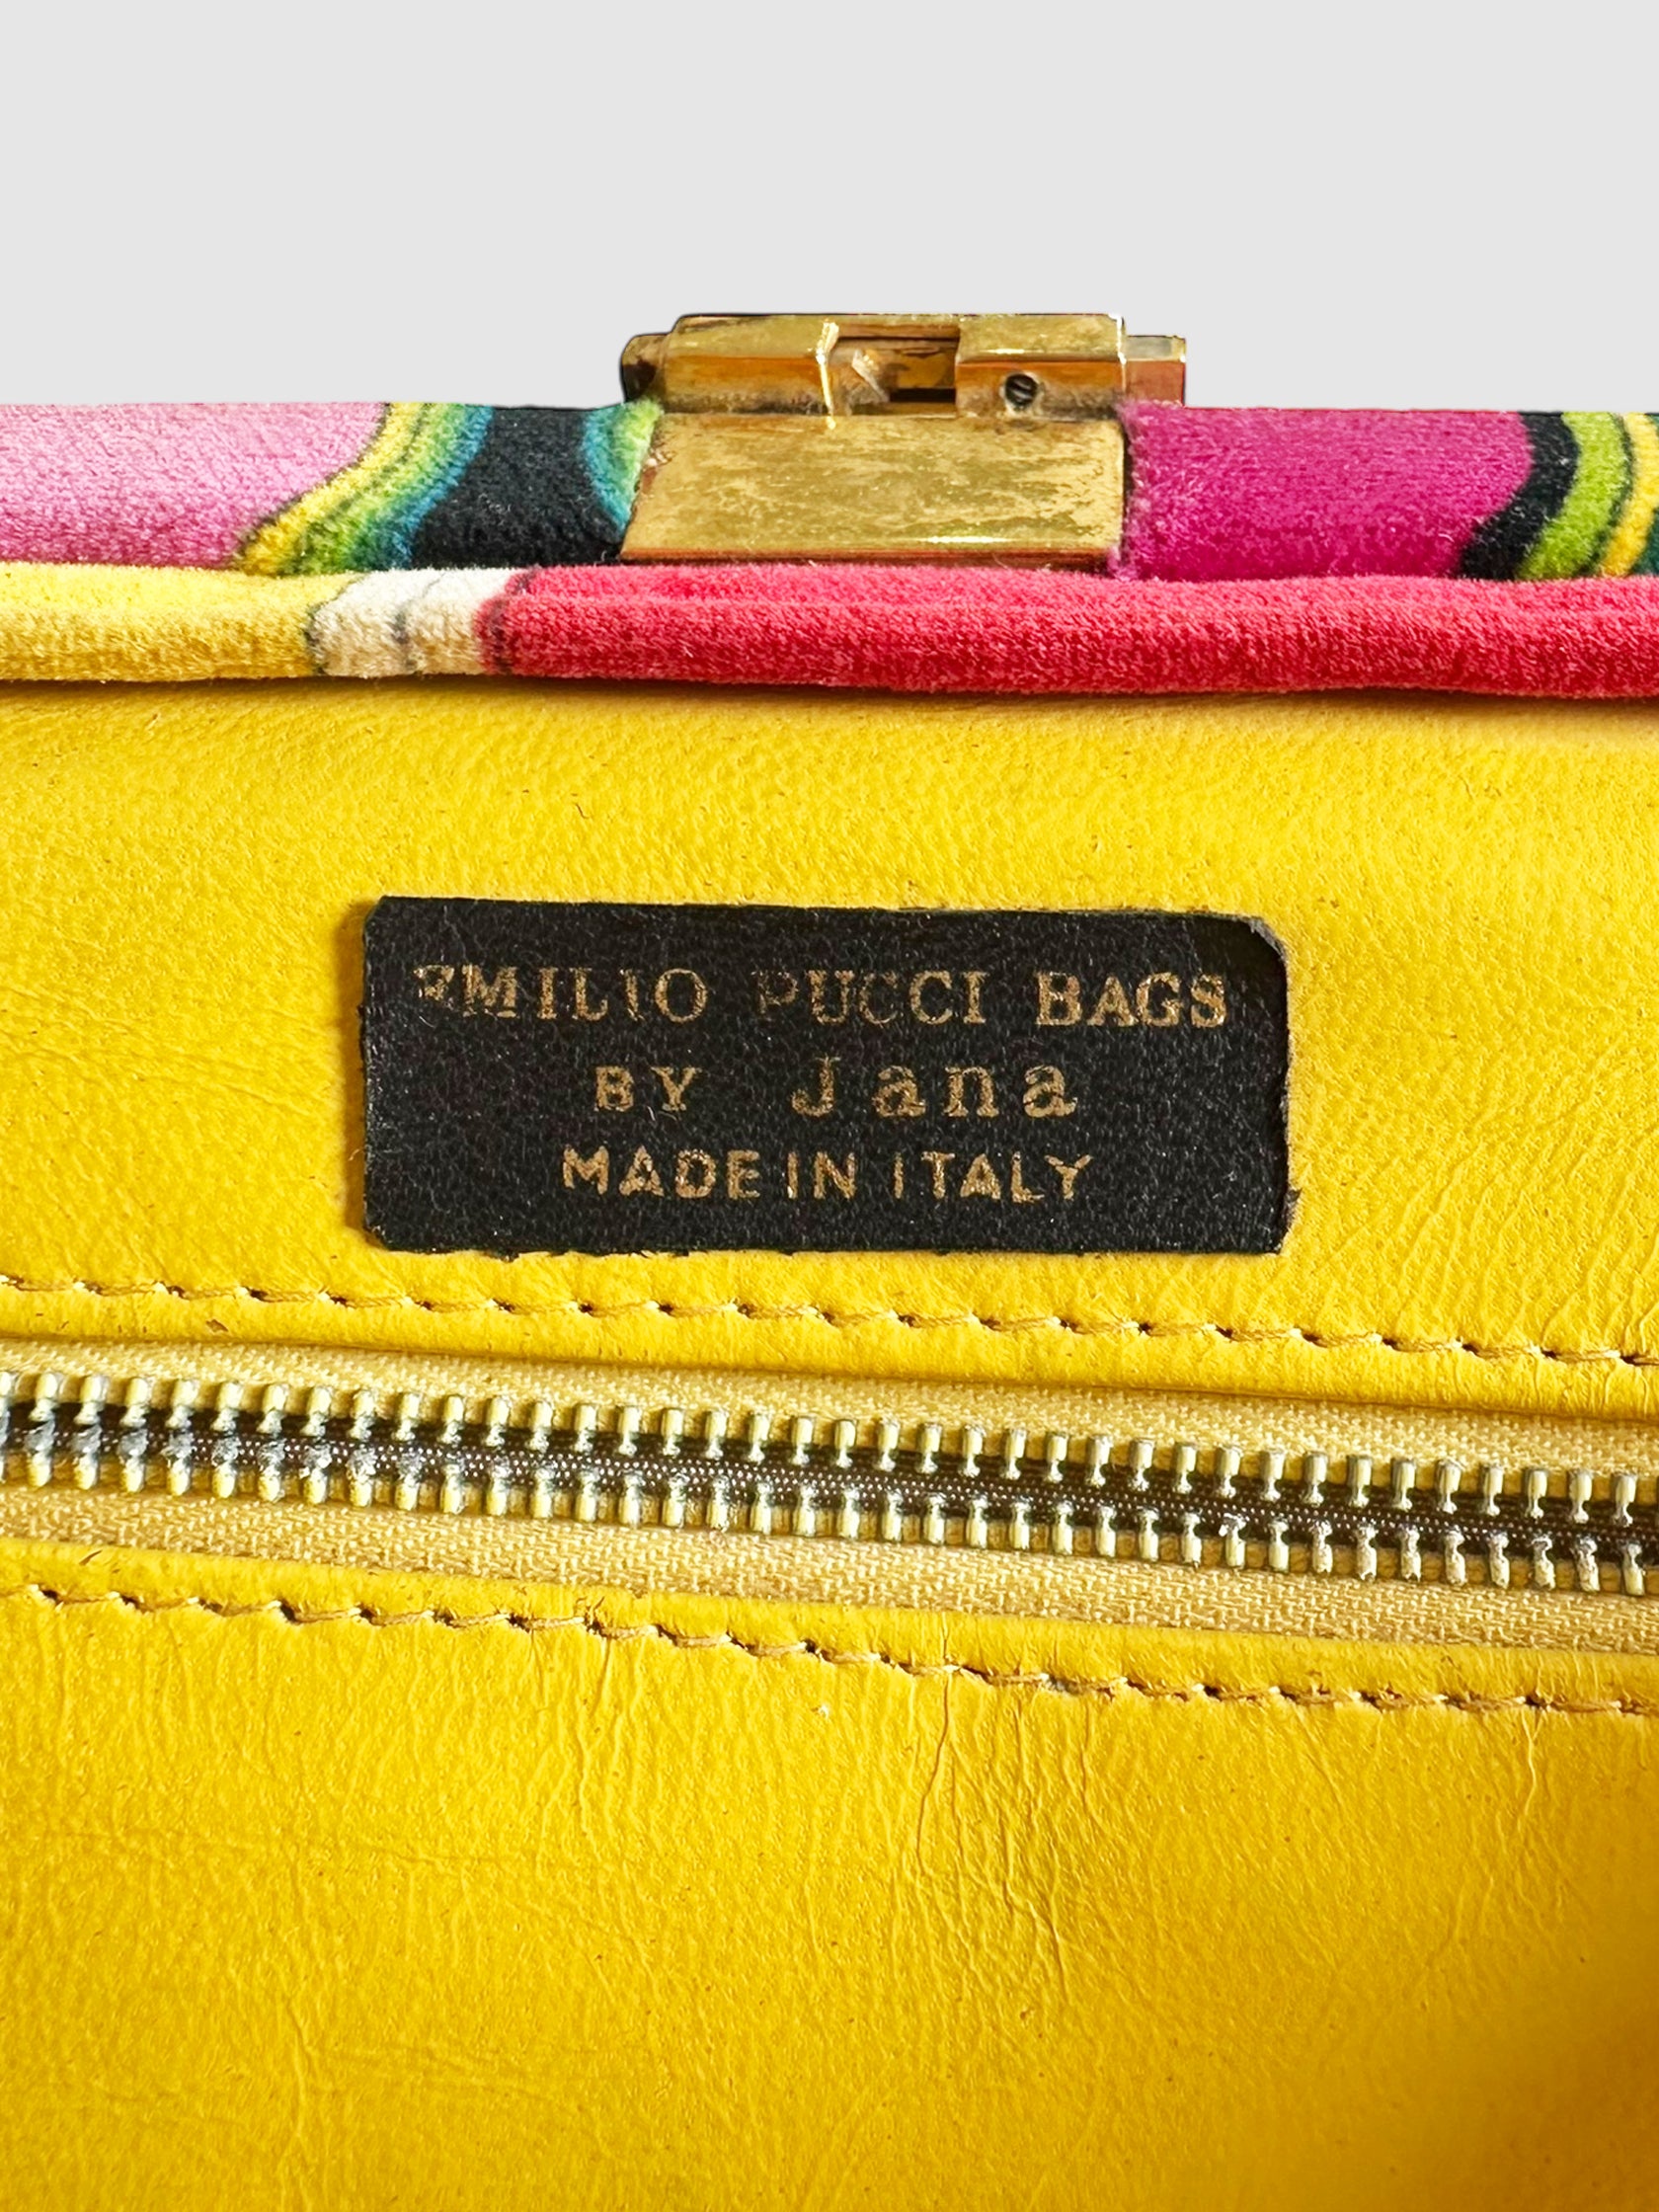 EMILIO PUCCI BAGS
BY Jana
MADE IN ITALY